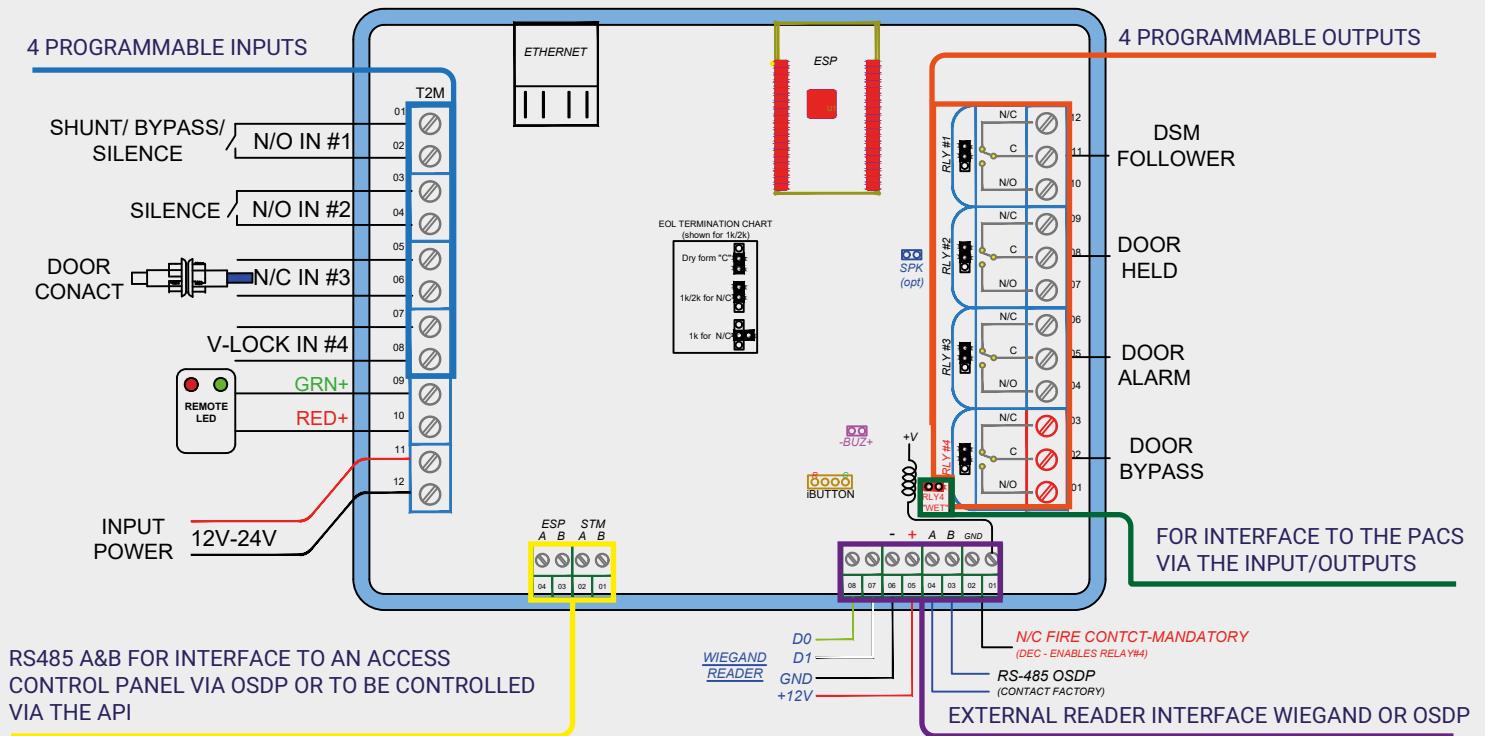 4 PROGRAMMABLE INPUTS
4 PROGRAMMABLE OUTPUTS
ETHERNET
ESP
U1
T2M
01
02
03
04
05
06
07
08
09
10
11
12
SHUNT/ BYPASS/
SILENCE
N/O IN #1
SILENCE
N/O IN #2
DOOR
CONACT
N/C IN #3
V-LOCK IN #4
REMOTE
LED
GRN+
RED+
INPUT
POWER
12V-24V
EOL TERMINATION CHART
(shown for 1k/2k)
Dry form "C"
1k/2k for N/C
1k for N/C
SPK
(opt)
-BUZ+
iBUTTON
+V
RLY #1
N/C
C
N/O
12
11
10
DSM
FOLLOWER
RLY #2
N/C
C
N/O
09
08
07
DOOR
HELD
RLY #3
N/C
C
N/O
06
05
04
DOOR
ALARM
RLY #4
N/C
C
N/O
03
02
01
DOOR
BYPASS
RLY4
"WET"
FOR INTERFACE TO THE PACS
VIA THE INPUT/OUTPUTS
ESP STM
A B A B
04 03 02 01
- + A B GND
08 07 06 05 04 03 02 01
WIEGAND
READER
D0
D1
GND
+12V
N/C FIRE CONTCT-MANDATORY
(DEC - ENABLES RELAY#4)
RS-485 OSDP
(CONTACT FACTORY)
RS485 A&B FOR INTERFACE TO AN ACCESS
CONTROL PANEL VIA OSDP OR TO BE CONTROLLED
VIA THE API
EXTERNAL READER INTERFACE WIEGAND OR OSDP